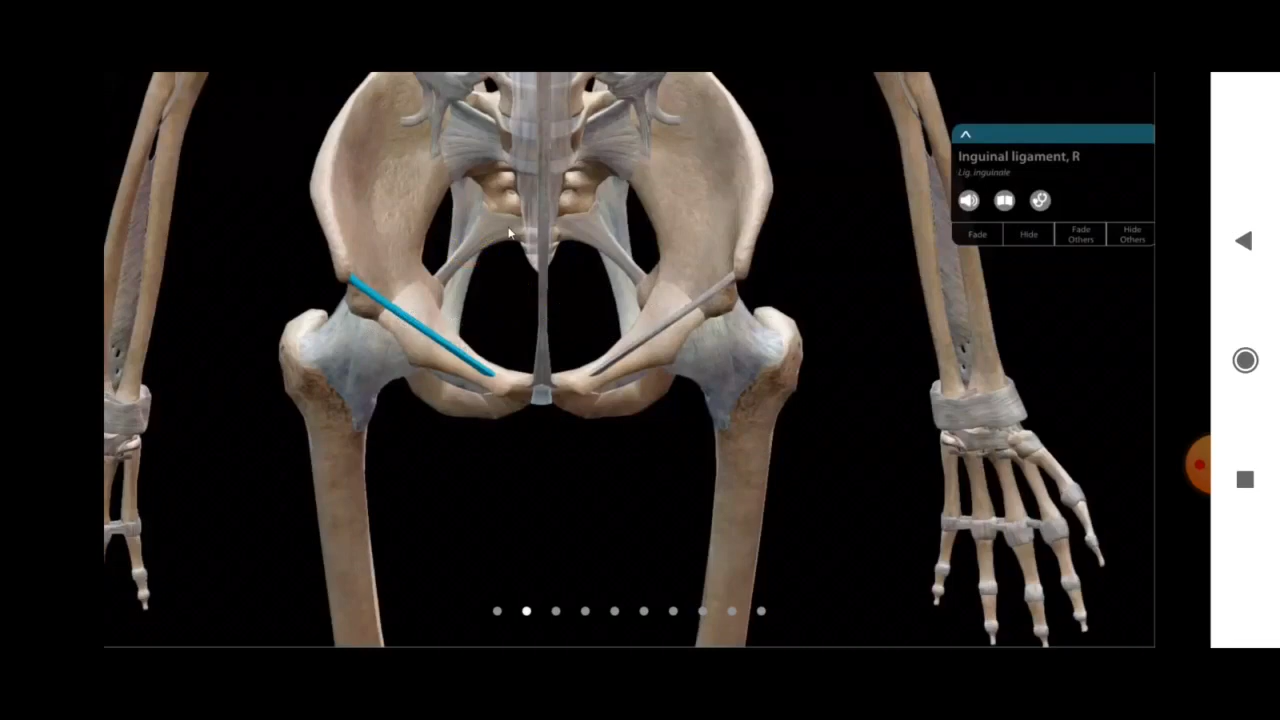 Inguinal ligament, R
Lig. inguinale
Fade
Hide
Fade Others
Hide Others